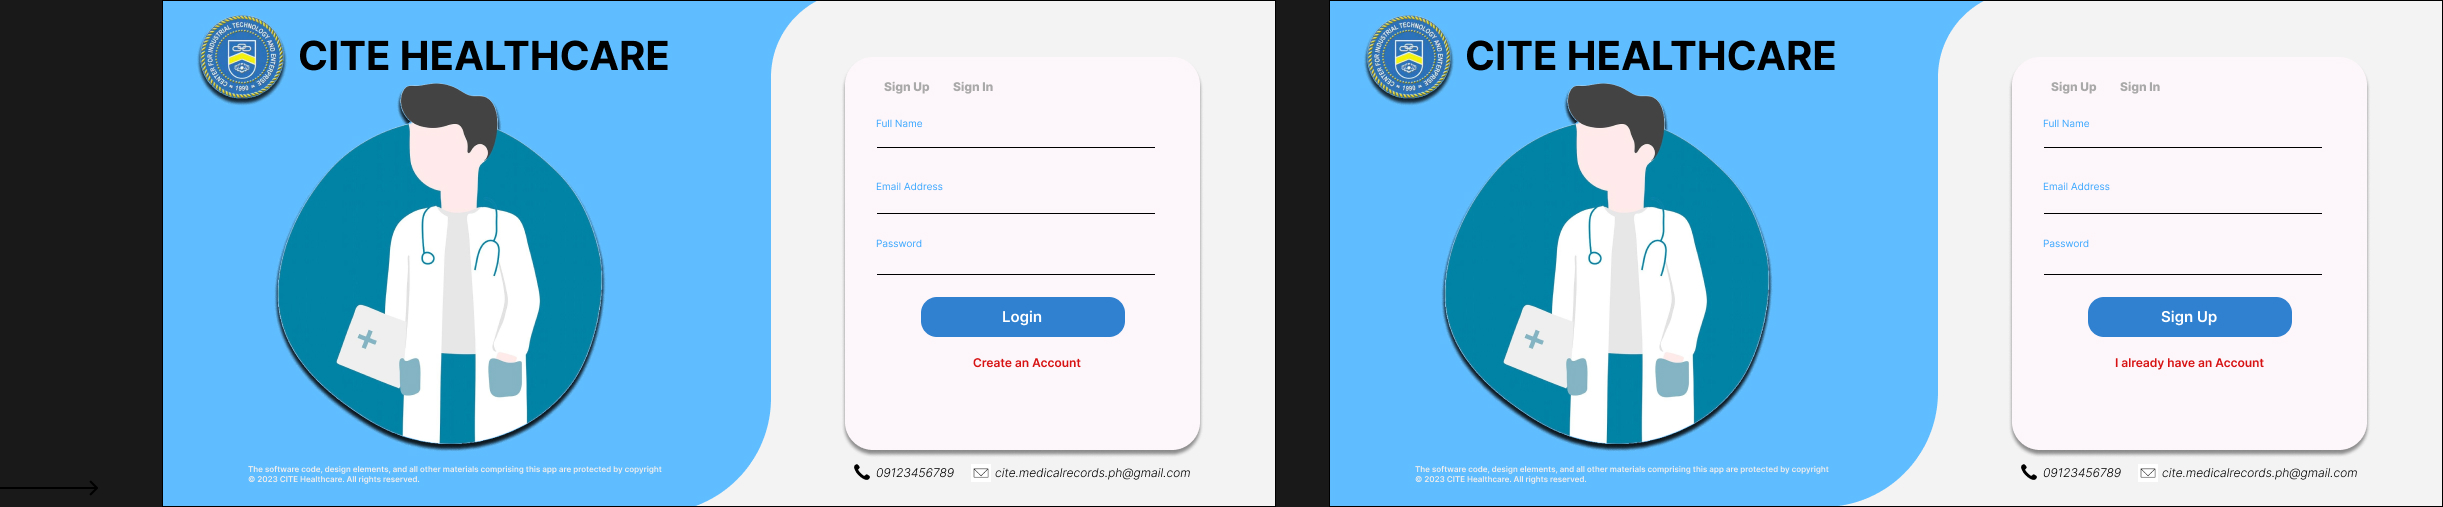 CENTER FOR INDUSTRIAL TECHNOLOGY AND ENTERPRISE
1999
CITE HEALTHCARE
Sign Up Sign In
Full Name
Email Address
Password
Login
Create an Account
The software code, design elements, and all other materials comprising this app are protected by copyright
© 2023 CITE Healthcare. All rights reserved.
09123456789 cite.medicalrecords.ph@gmail.com
CENTER FOR INDUSTRIAL TECHNOLOGY AND ENTERPRISE
1999
CITE HEALTHCARE
Sign Up Sign In
Full Name
Email Address
Password
Sign Up
I already have an Account
The software code, design elements, and all other materials comprising this app are protected by copyright
© 2023 CITE Healthcare. All rights reserved.
09123456789 cite.medicalrecords.ph@gmail.com